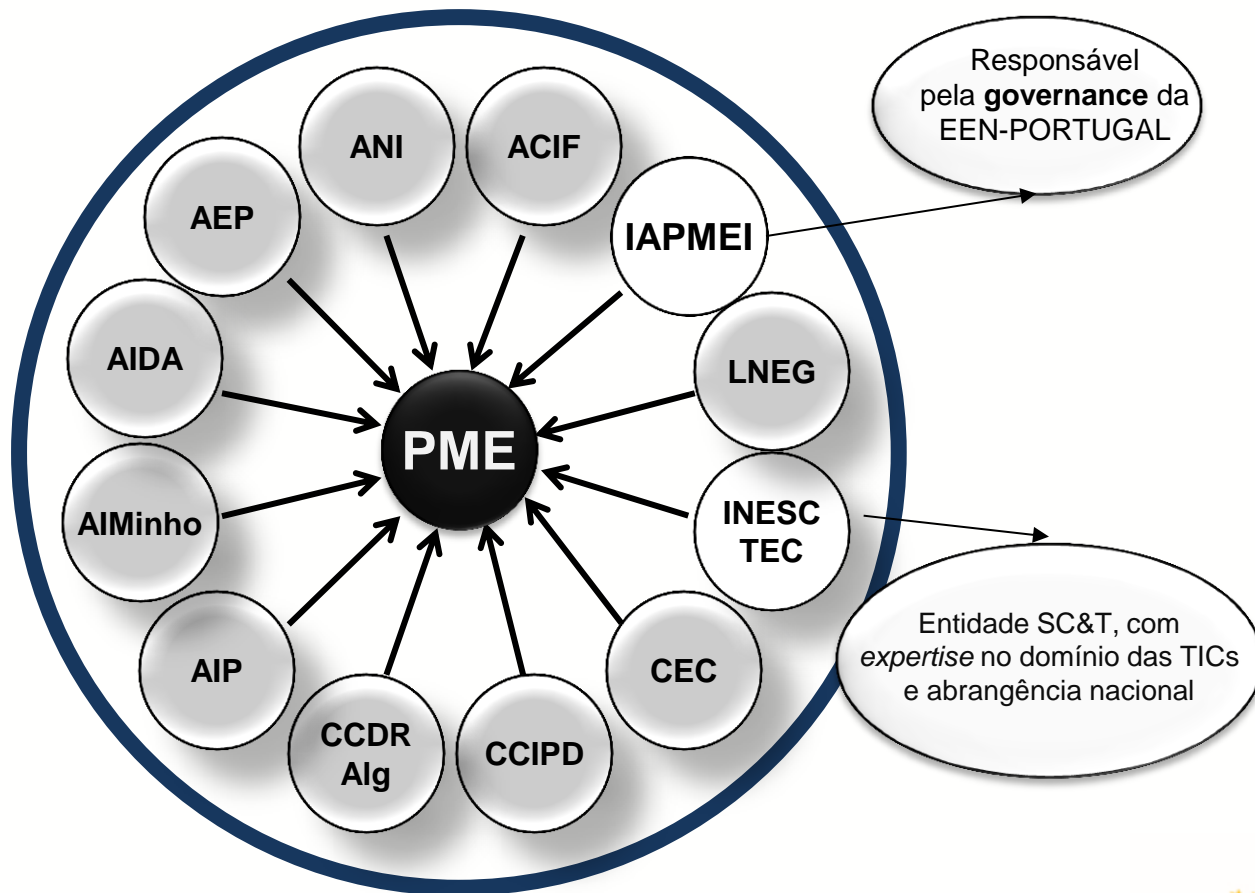 Responsável
pela governance da
EEN-PORTUGAL
ANI
ACIF
AEP
IAPMEI
AIDA
LNEG
PME
AIMinho
INESC
TEC
AIP
CEC
CCDR
Alg
CCIPD
Entidade SC&T, com
expertise no domínio das TICs
e abrangência nacional